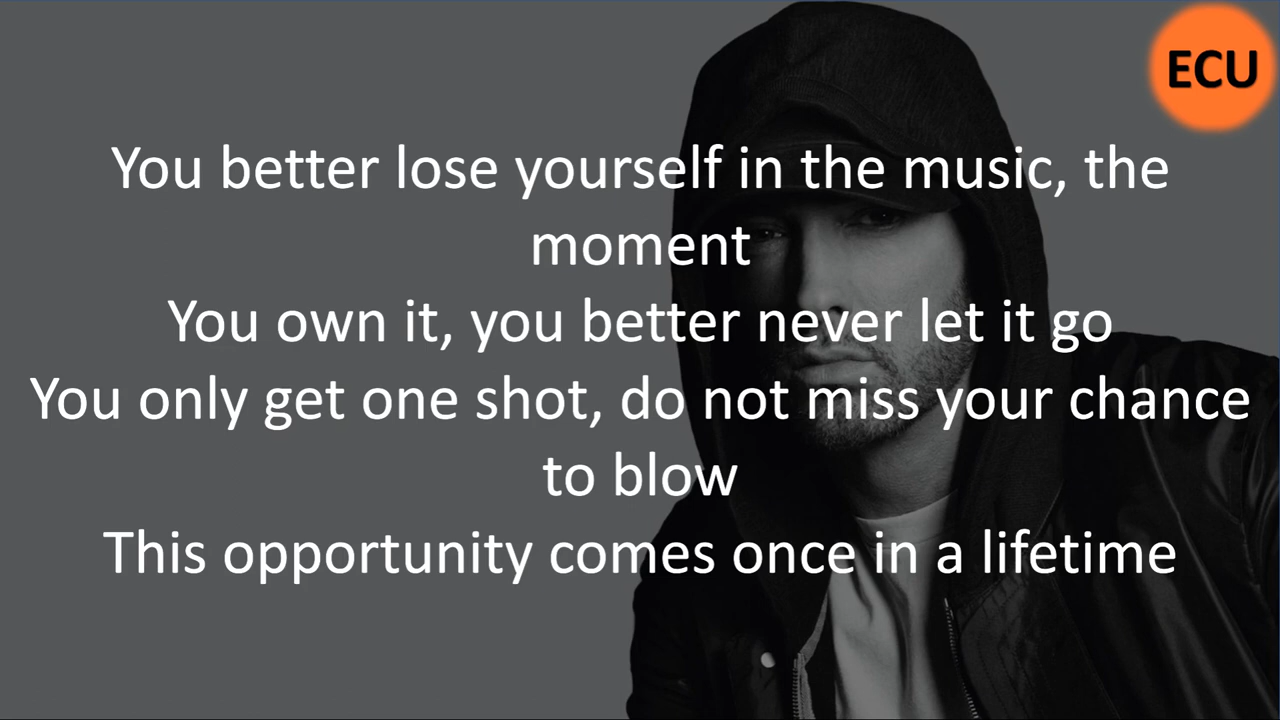 ECU
You better lose yourself in the music, the
moment
You own it, you better never let it go
You only get one shot, do not miss your chance
to blow
This opportunity comes once in a lifetime